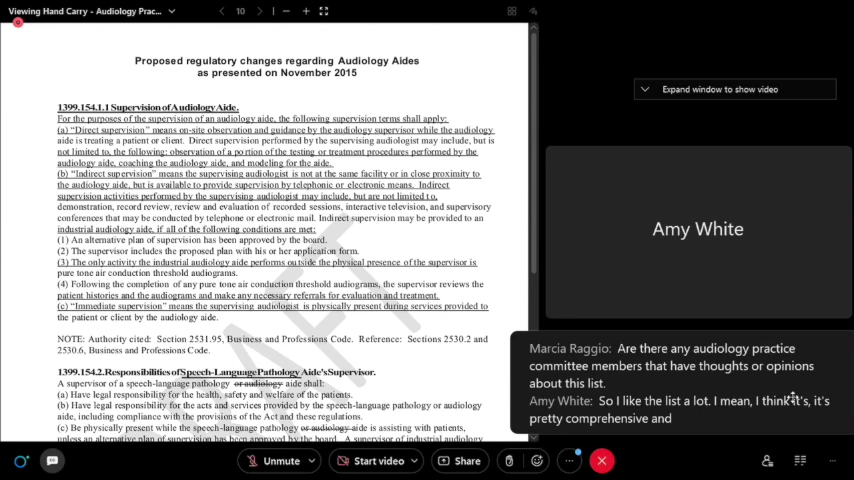 Viewing Hand Carry - Audiology Prac...
10
Proposed regulatory changes regarding Audiology Aides
as presented on November 2015
1399.154.1.1 Supervision of Audiology Aide.
For the purposes of the supervision of an audiology aide, the following supervision terms shall apply:
(a) "Direct supervision" means on-site observation and guidance by the audiology supervisor while the audiology
aide is treating a patient or client. Direct supervision performed by the supervising audiologist may include, but is
not limited to, the following: observation of a portion of the testing or treatment procedures performed by the
audiology aide, coaching the audiology aide, and modeling for the aide.
(b) "Indirect supervision" means the supervising audiologist is not at the same facility or in close proximity to
the audiology aide, but is available to provide supervision by telephonic or electronic means. Indirect
supervision activities performed by the supervising audiologist may include, but are not limited to,
demonstration, record review, review and evaluation of recorded sessions, interactive television, and supervisory
conferences that may be conducted by telephone or electronic mail. Indirect supervision may be provided to an
industrial audiology aide, if all of the following conditions are met:
(1) An alternative plan of supervision has been approved by the board.
(2) The supervisor includes the proposed plan with his or her application form.
(3) The only activity the industrial audiology aide performs outside the physical presence of the supervisor is
pure tone air conduction threshold audiograms.
(4) Following the completion of any pure tone air conduction threshold audiograms, the supervisor reviews the
patient histories and the audiograms and make any necessary referrals for evaluation and treatment.
(c) "Immediate supervision" means the supervising audiologist is physically present during services provided to
the patient or client by the audiology aide.
NOTE: Authority cited: Section 2531.95, Business and Professions Code. Reference: Sections 2530.2 and
2530.6, Business and Professions Code.
1399.154.2. Responsibilities of Speech-Language Pathology Aide's Supervisor.
A supervisor of a speech-language pathology or audiology aide shall:
(a) Have legal responsibility for the health, safety and welfare of the patients.
(b) Have legal responsibility for the acts and services provided by the speech-language pathology or audiology
aide, including compliance with the provisions of the Act and these regulations.
(c) Be physically present while the speech-language pathology or audiology aide is assisting with patients,
unless an alternative plan of supervision has been approved by the board. A supervisor of industrial audiology
DRAFT
Expand window to show video
Amy White
Marcia Raggio: Are there any audiology practice
committee members that have thoughts or opinions
about this list.
Amy White: So I like the list a lot. I mean, I think it's, it's
pretty comprehensive and
Unmute
Start video
Share